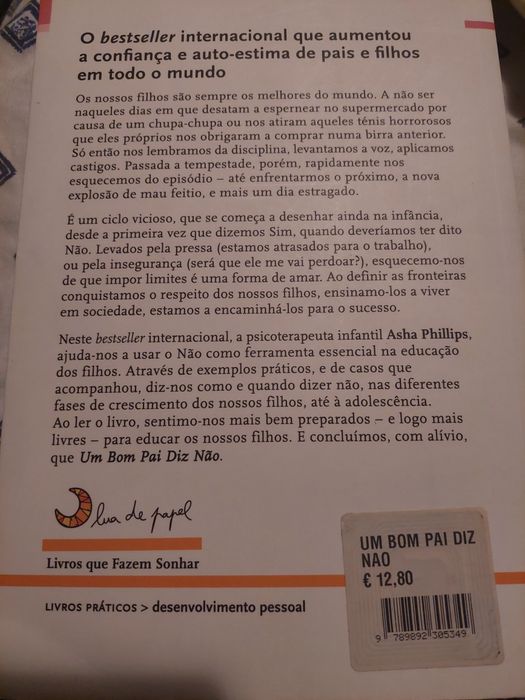 O bestseller internacional que aumentou
a confiança e auto-estima de pais e filhos
em todo o mundo
Os nossos filhos são sempre os melhores do mundo. A não ser
naqueles dias em que desatam a espernear no supermercado por
causa de um chupa-chupa ou nos atiram aqueles ténis horrorosos
que eles próprios nos obrigaram a comprar numa birra anterior.
Só então nos lembramos da disciplina, levantamos a voz, aplicamos
castigos. Passada a tempestade, porém, rapidamente nos
esquecemos do episódio – até enfrentarmos o próximo, a nova
explosão de mau feitio, e mais um dia estragado.
É um ciclo vicioso, que se começa a desenhar ainda na infância,
desde a primeira vez que dizemos Sim, quando deveríamos ter dito
Não. Levados pela pressa (estamos atrasados para o trabalho),
ou pela insegurança (será que ele me vai perdoar?), esquecemo-nos
de que impor limites é uma forma de amar. Ao definir as fronteiras
conquistamos o respeito dos nossos filhos, ensinamo-los a viver
em sociedade, estamos a encaminhá-los para o sucesso.
Neste bestseller internacional, a psicoterapeuta infantil Asha Phillips,
ajuda-nos a usar o Não como ferramenta essencial na educação
dos filhos. Através de exemplos práticos, e de casos que
acompanhou, diz-nos como e quando dizer não, nas diferentes
fases de crescimento dos nossos filhos, até à adolescência.
Ao ler o livro, sentimo-nos mais bem preparados – e logo mais
livres – para educar os nossos filhos. E concluímos, com alívio,
que Um Bom Pai Diz Não.
lua de papel
Livros que Fazem Sonhar
LIVROS PRÁTICOS > desenvolvimento pessoal
UM BOM PAI DIZ
NAO
€ 12,80
9 789892 305349